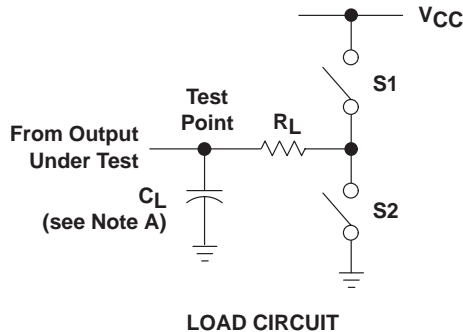 VCC
S1
Test
Point
RL
From Output
Under Test
CL
(see Note A)
S2
LOAD CIRCUIT